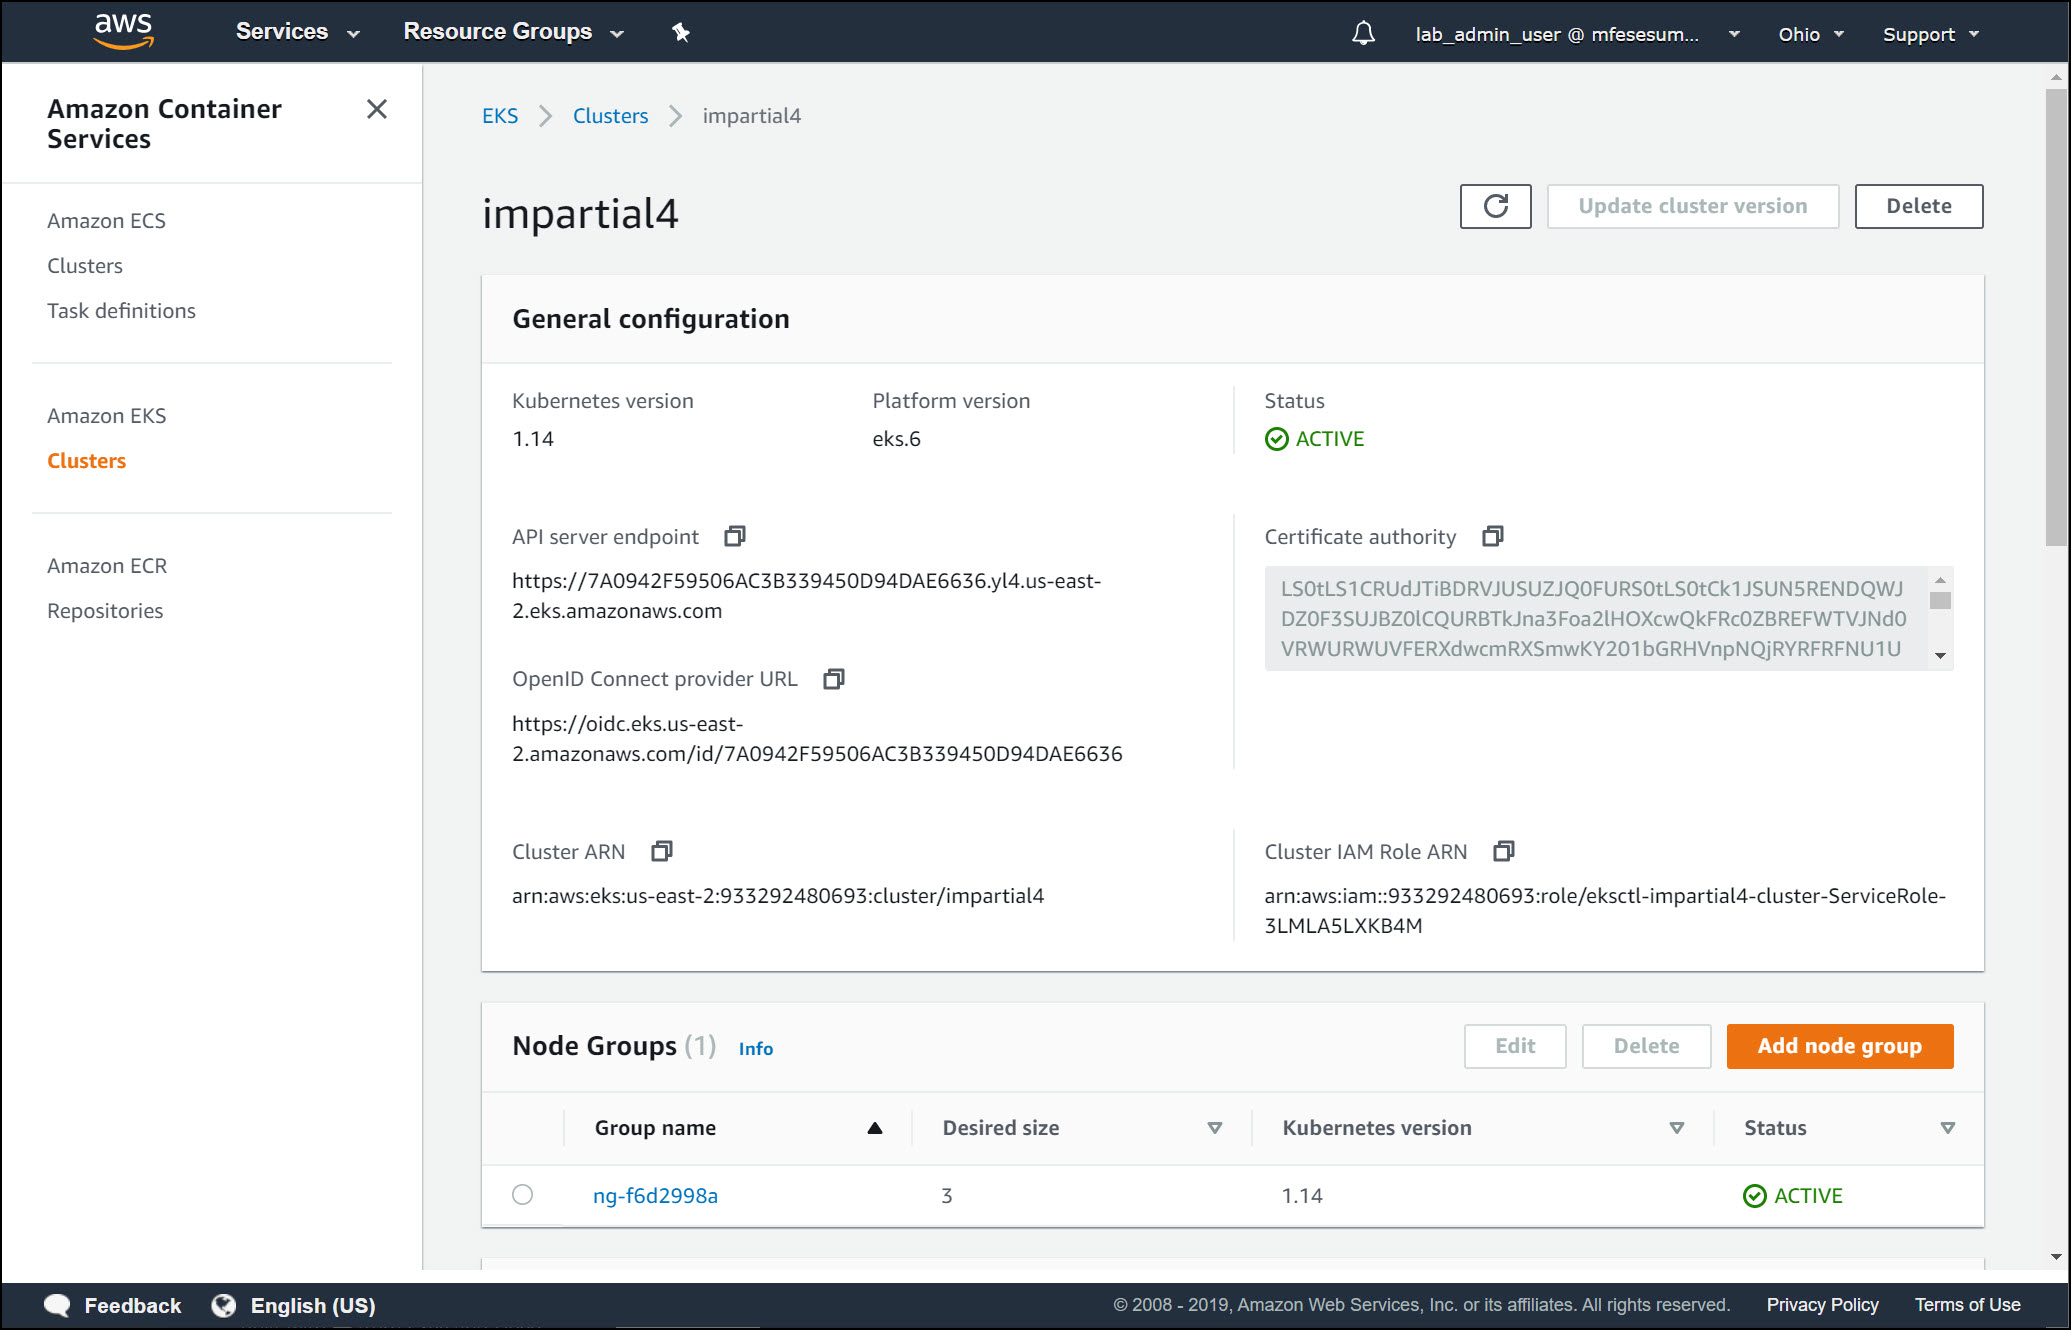 aws
Services
Resource Groups
lab_admin_user @ mfesesum...
Ohio
Support
Amazon Container
Services
Amazon ECS
Clusters
Task definitions
Amazon EKS
Clusters
Amazon ECR
Repositories
EKS
Clusters
impartial4
impartial4
Update cluster version
Delete
General configuration
Kubernetes version
1.14
Platform version
eks.6
Status
ACTIVE
API server endpoint
https://7A0942F59506AC3B339450D94DAE6636.yl4.us-east-
2.eks.amazonaws.com
OpenID Connect provider URL
https://oidc.eks.us-east-
2.amazonaws.com/id/7A0942F59506AC3B339450D94DAE6636
Certificate authority
LS0tLS1CRUdJTiBDRVJUSUZJQ0FURS0tLS0tCk1JSUN5RENDQWJ
DZ0F3SUJBZ0lCQURBTkJna3Foa2lHOXcwQkFRc0ZBREFWTVJNd0
VRWURWUVFERXdwcmRXSmwKY201bGRHVnpNQjRYRFRFNU1U
Cluster ARN
arn:aws:eks:us-east-2:933292480693:cluster/impartial4
Cluster IAM Role ARN
arn:aws:iam::933292480693:role/eksctl-impartial4-cluster-ServiceRole-
3LMLA5LXKB4M
Node Groups (1)
Info
Edit
Delete
Add node group
Group name
Desired size
Kubernetes version
Status
ng-f6d2998a
3
1.14
ACTIVE
Feedback
English (US)
© 2008 - 2019, Amazon Web Services, Inc. or its affiliates. All rights reserved.
Privacy Policy
Terms of Use